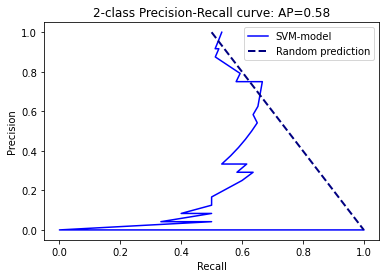 2-class Precision-Recall curve: AP=0.58
SVM-model
Random prediction
Precision
1.0
0.8
0.6
0.4
0.2
0.0
0.0 0.2 0.4 0.6 0.8 1.0
Recall